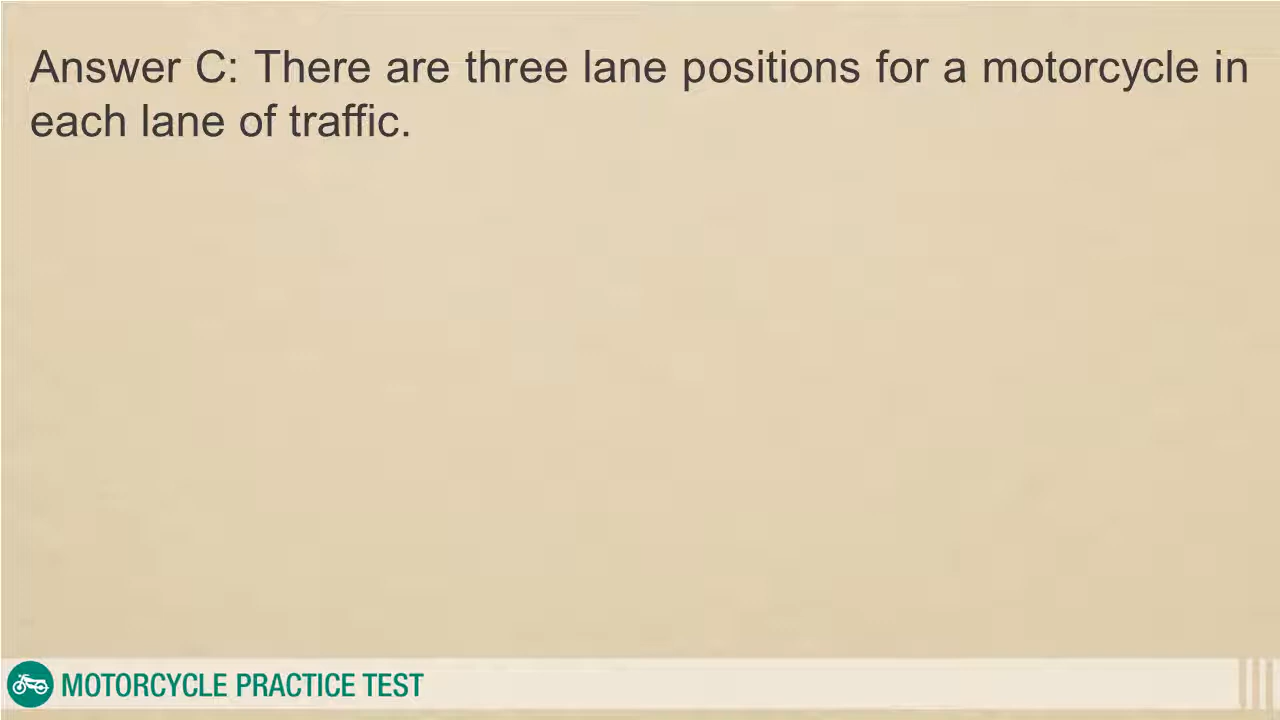 Answer C: There are three lane positions for a motorcycle in
each lane of traffic.
MOTORCYCLE PRACTICE TEST